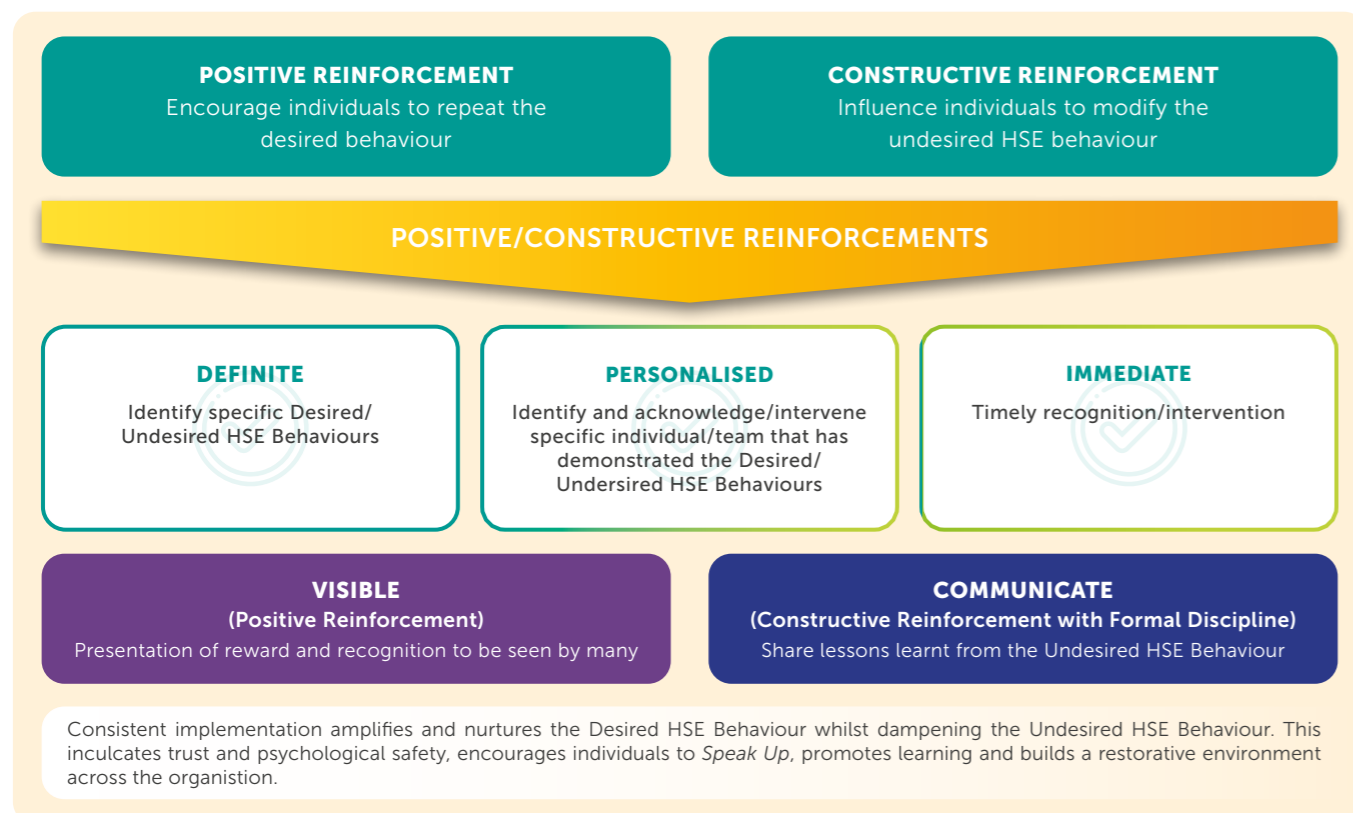 POSITIVE REINFORCEMENT
Encourage individuals to repeat the
desired behaviour
CONSTRUCTIVE REINFORCEMENT
Influence individuals to modify the
undesired HSE behaviour
POSITIVE/CONSTRUCTIVE REINFORCEMENTS
DEFINITE
Identify specific Desired/
Undesired HSE Behaviours
PERSONALISED
Identify and acknowledge/intervene
specific individual/team that has
demonstrated the Desired/
Undersired HSE Behaviours
IMMEDIATE
Timely recognition/intervention
VISIBLE
(Positive Reinforcement)
Presentation of reward and recognition to be seen by many
COMMUNICATE
(Constructive Reinforcement with Formal Discipline)
Share lessons learnt from the Undesired HSE Behaviour
Consistent implementation amplifies and nurtures the Desired HSE Behaviour whilst dampening the Undesired HSE Behaviour. This
inculcates trust and psychological safety, encourages individuals to Speak Up, promotes learning and builds a restorative environment
across the organistion.